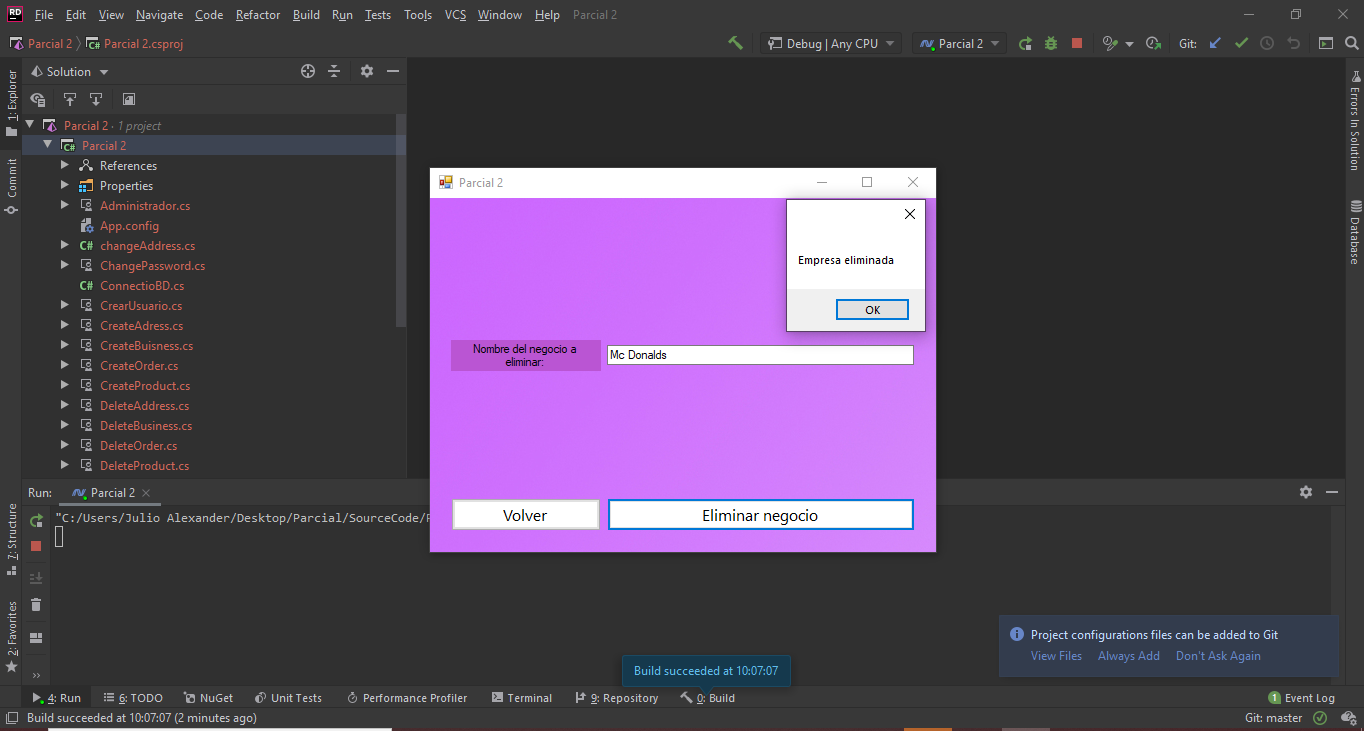 RD File Edit View Navigate Code Refactor Build Run Tests Tools VCS Window Help Parcial 2
Parcial 2 Parcial 2.csproj Debug | Any CPU Parcial 2 Git:
1: Explorer
Commit
7: Structure
2: Favorites
Solution
Parcial 2 · 1 project
C# Parcial 2
References
Properties
Administrador.cs
App.config
C# changeAddress.cs
ChangePassword.cs
C# ConnectioBD.cs
CrearUsuario.cs
CreateAdress.cs
CreateBuisness.cs
CreateOrder.cs
CreateProduct.cs
DeleteAddress.cs
DeleteBusiness.cs
DeleteOrder.cs
DeleteProduct.cs
Parcial 2
Empresa eliminada
OK
Nombre del negocio a
eliminar:
Mc Donalds
Volver Eliminar negocio
Errors In Solution
Database
Run: Parcial 2
"C:/Users/Julio Alexander/Desktop/Parcial/SourceCode/
Project configurations files can be added to Git
View Files Always Add Don't Ask Again
Build succeeded at 10:07:07
4: Run 6: TODO NuGet Unit Tests Performance Profiler Terminal 9: Repository 0: Build 1 Event Log
Build succeeded at 10:07:07 (2 minutes ago) Git: master